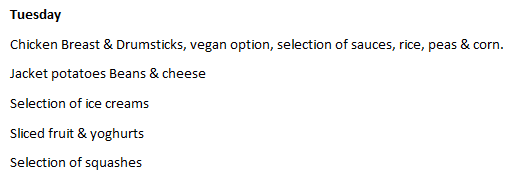 Tuesday
Chicken Breast & Drumsticks, vegan option, selection of sauces, rice, peas & corn.
Jacket potatoes Beans & cheese
Selection of ice creams
Sliced fruit & yoghurts
Selection of squashes